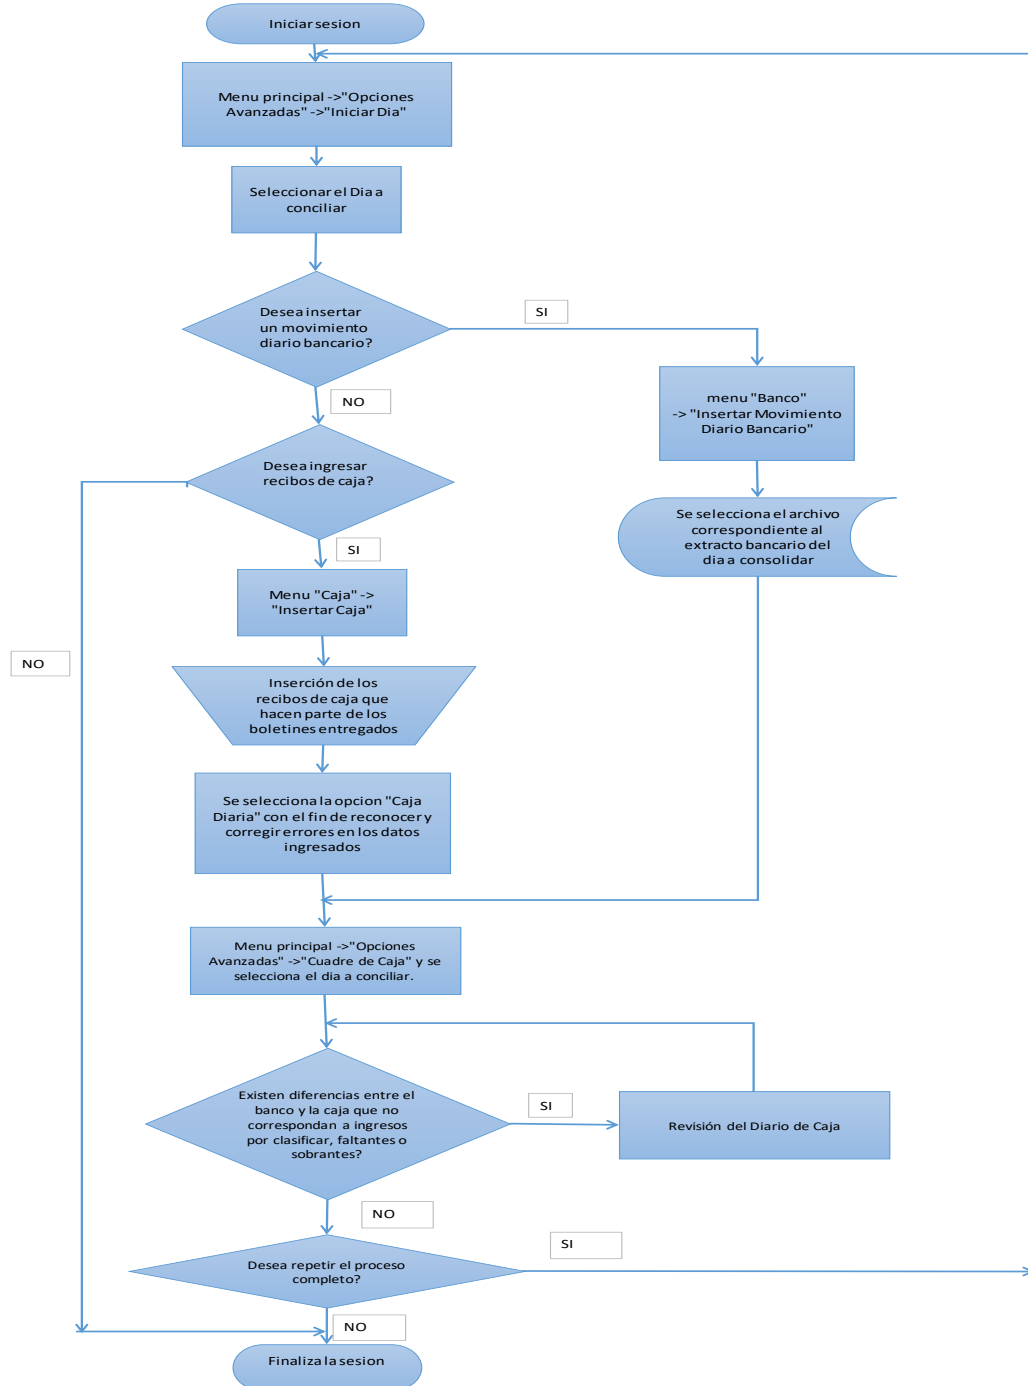 Iniciar sesion
Menu principal ->"Opciones
Avanzadas" ->"Iniciar Dia"
Seleccionar el Dia a
conciliar
Desea insertar
un movimiento
diario bancario?
SI
NO
menu "Banco"
-> "Insertar Movimiento
Diario Bancario"
Desea ingresar
recibos de caja?
Se selecciona el archivo
correspondiente al
extracto bancario del
dia a consolidar
SI
Menu "Caja" ->
"Insertar Caja"
NO
Inserción de los
recibos de caja que
hacen parte de los
boletines entregados
Se selecciona la opcion "Caja
Diaria" con el fin de reconocer y
corregir errores en los datos
ingresados
Menu principal ->"Opciones
Avanzadas" ->"Cuadre de Caja" y se
selecciona el dia a conciliar.
Existen diferencias entre el
banco y la caja que no
correspondan a ingresos
por clasificar, faltantes o
sobrantes?
SI
Revisión del Diario de Caja
NO
Desea repetir el proceso
completo?
SI
NO
Finaliza la sesion